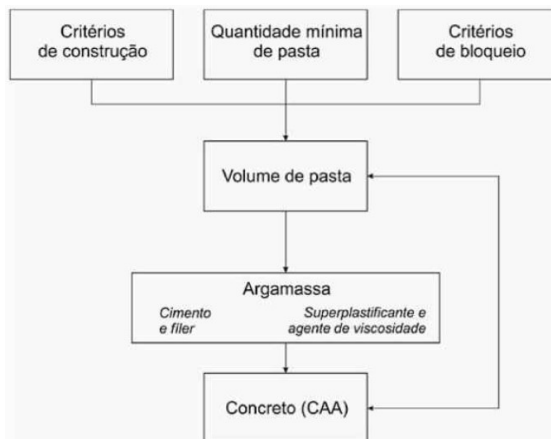 Critérios
de construção
Quantidade mínima
de pasta
Critérios
de bloqueio
Volume de pasta
Argamassa
Cimento
e fíler
Superplastificante e
agente de viscosidade
Concreto (CAA)